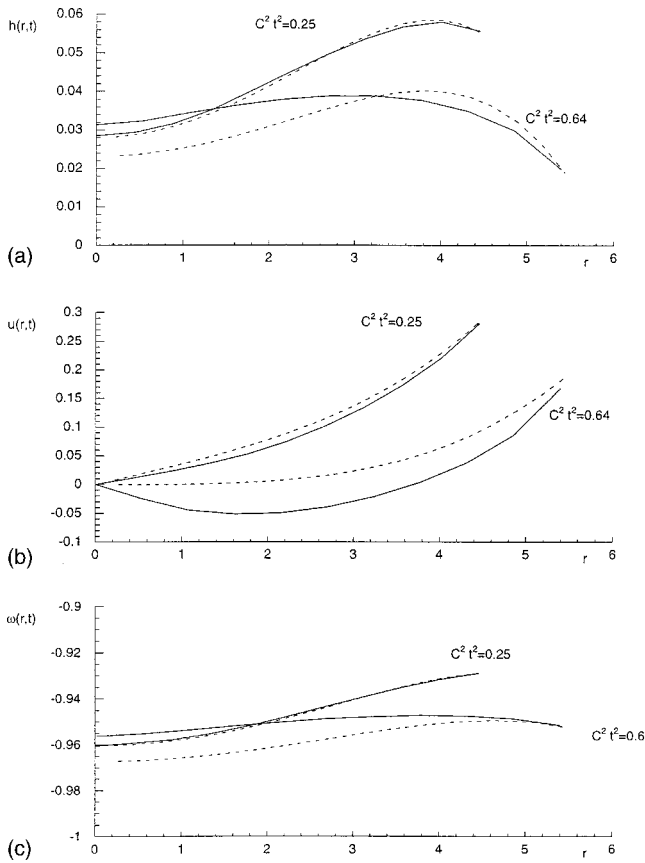 h(r,t)
0.06
0.05
0.04
0.03
0.02
0.01
0
C² t²=0.25
C² t²=0.64
0 1 2 3 4 5 r 6
(a)
u(r,t)
0.3
0.25
0.2
0.15
0.1
0.05
0
-0.05
-0.1
C² t²=0.25
C² t²=0.64
0 1 2 3 4 5 r 6
(b)
ω(r,t)
-0.9
-0.92
-0.94
-0.96
-0.98
-1
C² t²=0.25
C² t²=0.6
0 1 2 3 4 5 r 6
(c)